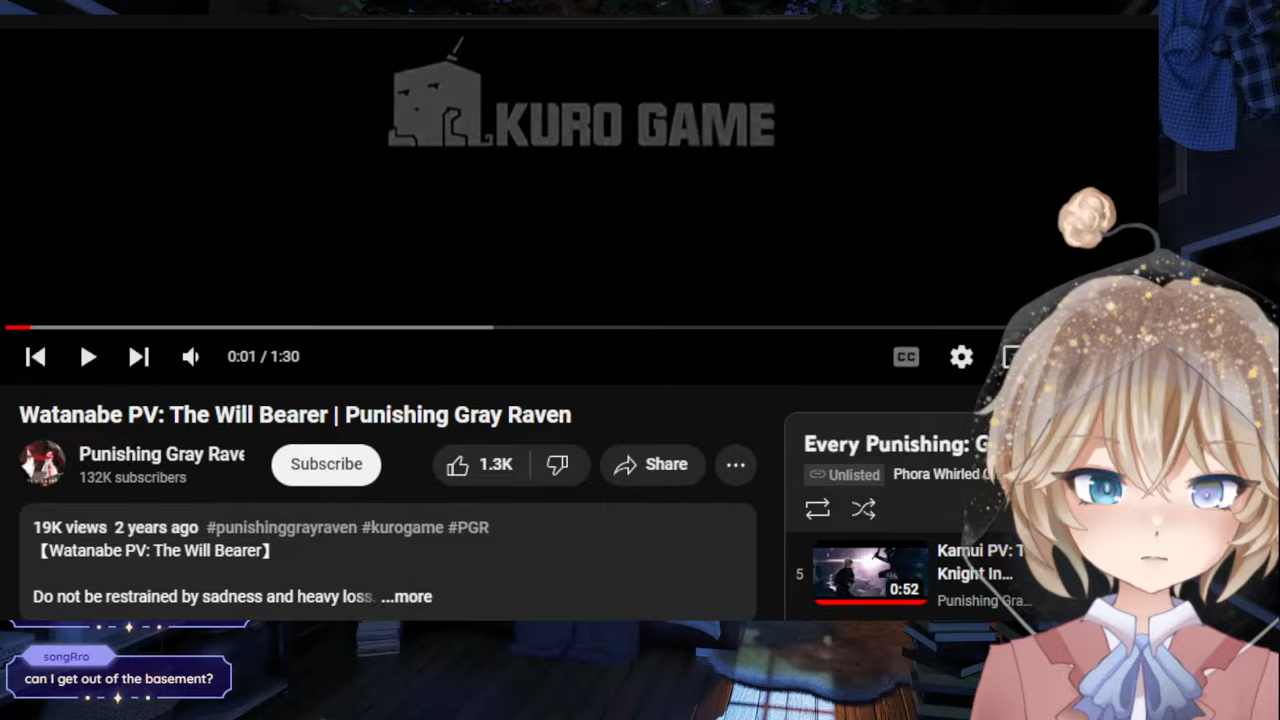 KURO GAME
0:01 / 1:30
CC
Watanabe PV: The Will Bearer | Punishing Gray Raven
Punishing Gray Rave
132K subscribers
Subscribe
1.3K
Share
19K views 2 years ago #punishinggrayraven #kurogame #PGR
【Watanabe PV: The Will Bearer】
Do not be restrained by sadness and heavy loss. ...more
Every Punishing: G
Unlisted
Phora Whirled
5
0:52
Kamui PV: T
Knight In...
Punishing Gra...
songRro
can I get out of the basement?